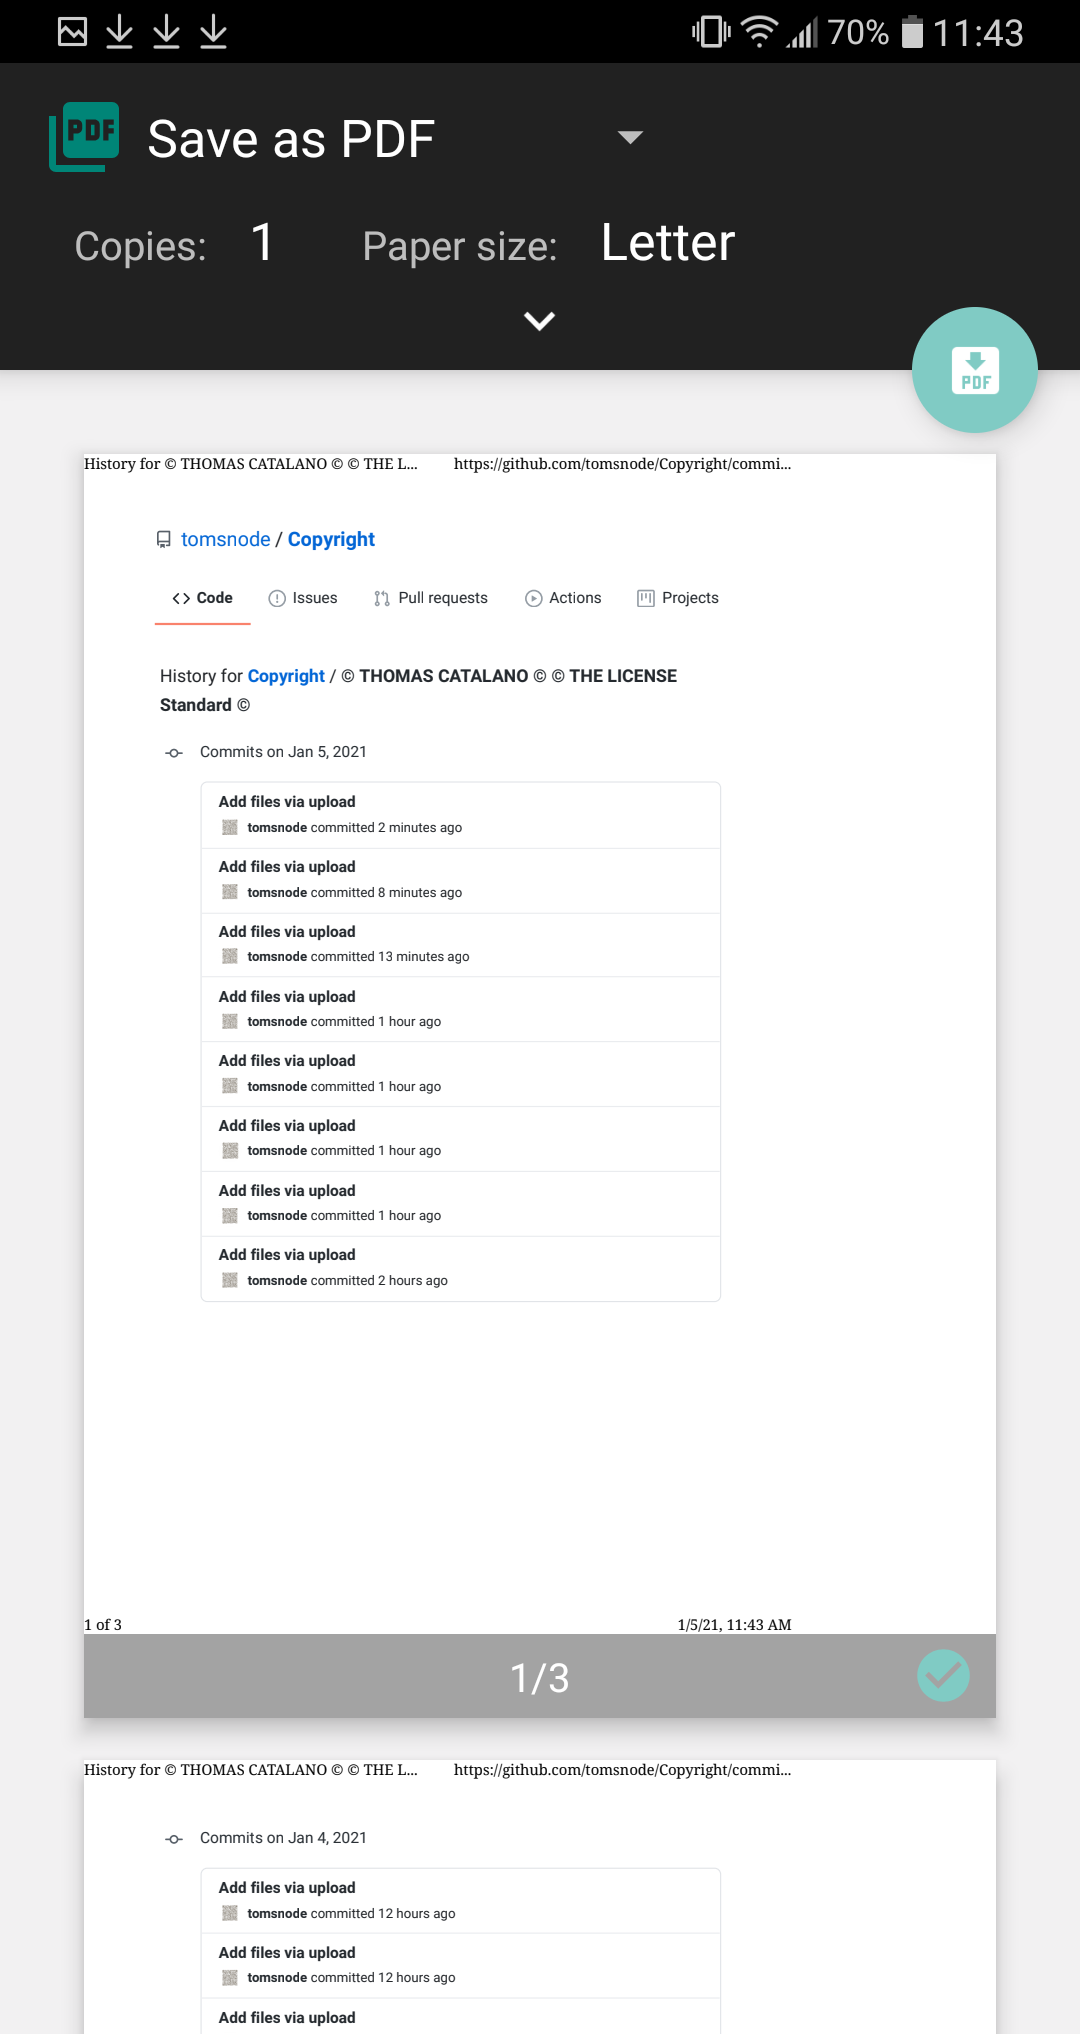 70% 11:43
PDF Save as PDF
Copies: 1 Paper size: Letter
PDF
History for © THOMAS CATALANO © © THE L... https://github.com/tomsnode/Copyright/commi...
tomsnode / Copyright
Code Issues Pull requests Actions Projects
History for Copyright / © THOMAS CATALANO © © THE LICENSE
Standard ©
Commits on Jan 5, 2021
Add files via upload
tomsnode committed 2 minutes ago
Add files via upload
tomsnode committed 8 minutes ago
Add files via upload
tomsnode committed 13 minutes ago
Add files via upload
tomsnode committed 1 hour ago
Add files via upload
tomsnode committed 1 hour ago
Add files via upload
tomsnode committed 1 hour ago
Add files via upload
tomsnode committed 1 hour ago
Add files via upload
tomsnode committed 2 hours ago
1 of 3 1/5/21, 11:43 AM
1/3
History for © THOMAS CATALANO © © THE L... https://github.com/tomsnode/Copyright/commi...
Commits on Jan 4, 2021
Add files via upload
tomsnode committed 12 hours ago
Add files via upload
tomsnode committed 12 hours ago
Add files via upload